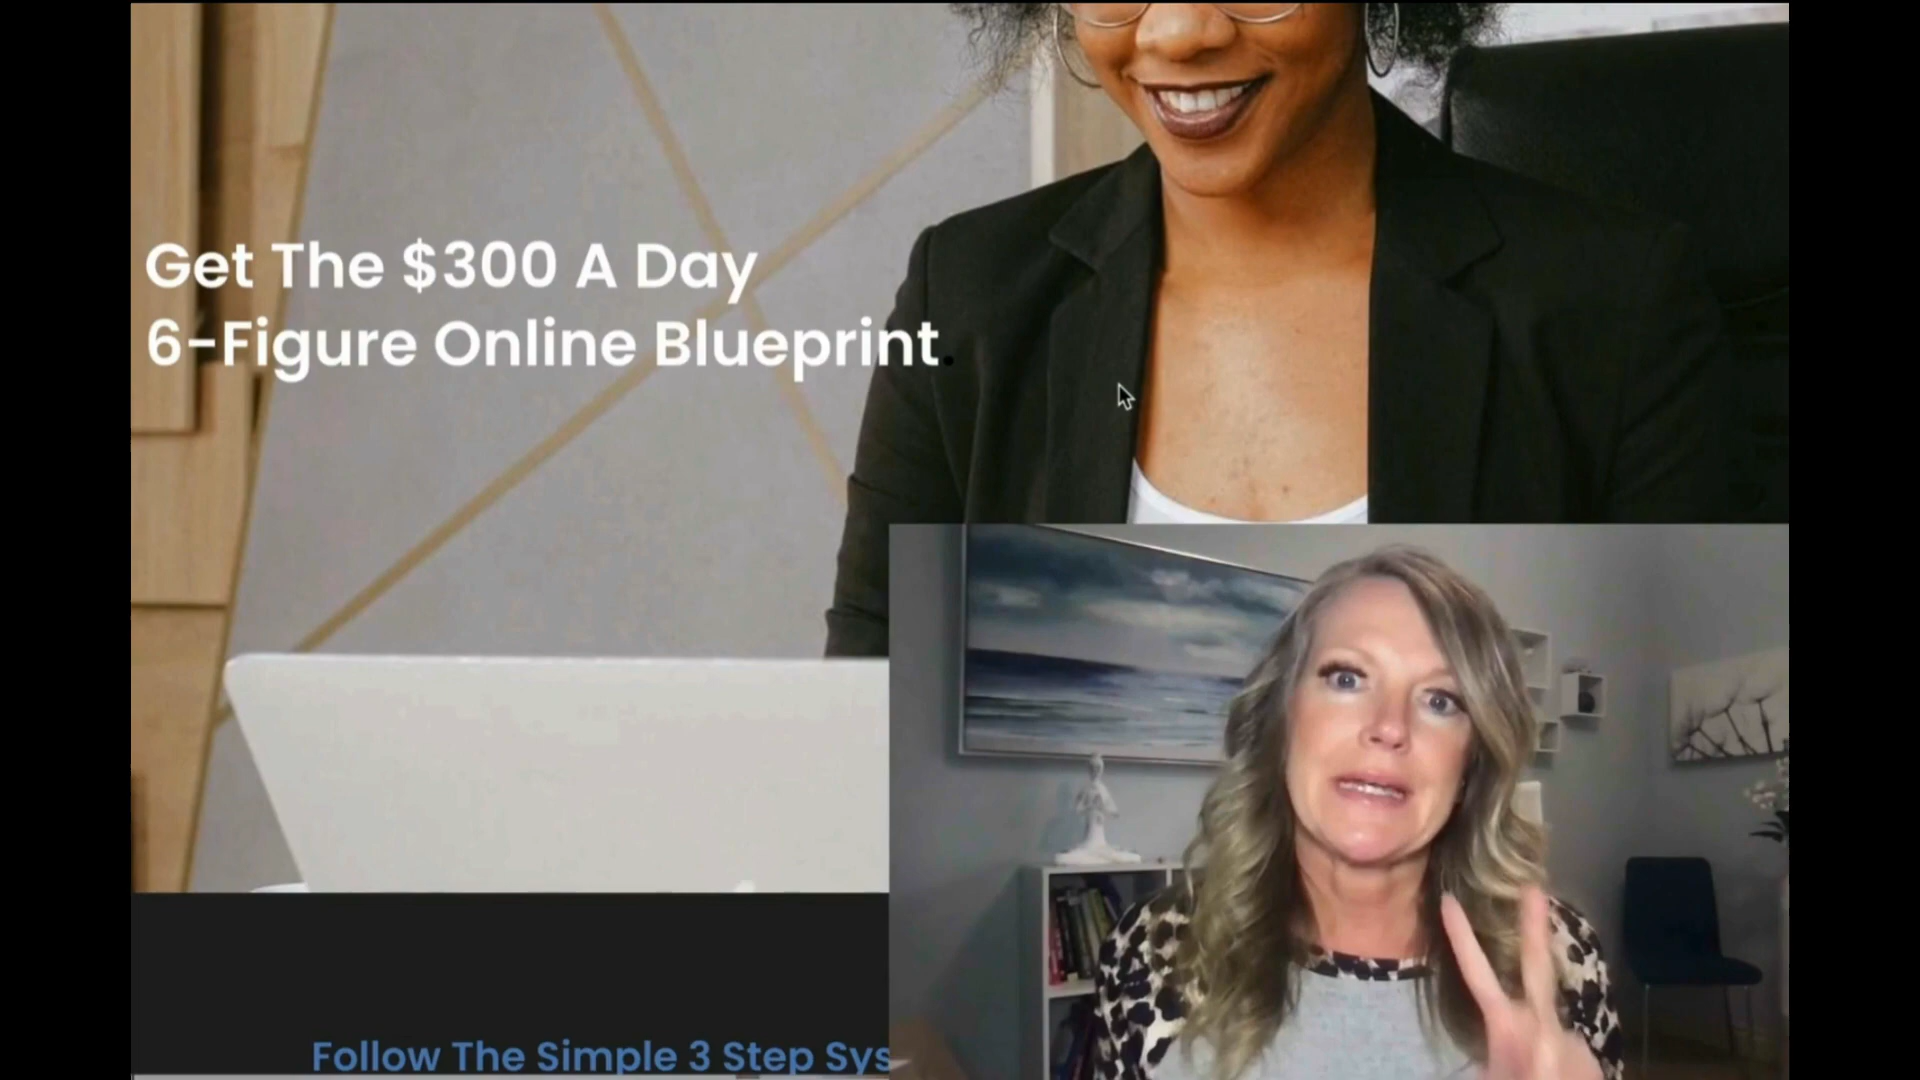 Get The $300 A Day
6-Figure Online Blueprint.
Follow The Simple 3 Step Sys